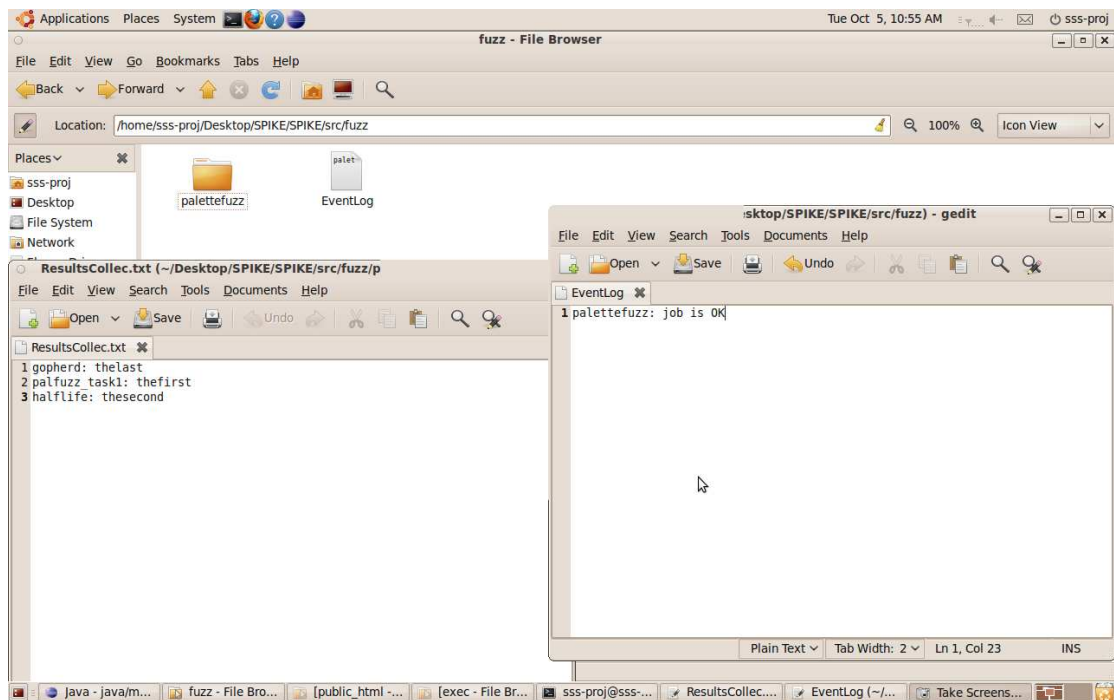 Applications Places System Tue Oct 5, 10:55 AM sss-proj
fuzz - File Browser
File Edit View Go Bookmarks Tabs Help
Back Forward
Location: /home/sss-proj/Desktop/SPIKE/SPIKE/src/fuzz 100% Icon View
Places
sss-proj
Desktop
File System
Network
palet
palettefuzz EventLog
ResultsCollec.txt (~/Desktop/SPIKE/SPIKE/src/fuzz/p
File Edit View Search Tools Documents Help
Open Save Undo
ResultsCollec.txt
1 gopherd: thelast
2 palfuzz_task1: thefirst
3 halflife: thesecond
sktop/SPIKE/SPIKE/src/fuzz) - gedit
File Edit View Search Tools Documents Help
Open Save Undo
EventLog
1 palettefuzz: job is OK
Plain Text Tab Width: 2 Ln 1, Col 23 INS
Java - java/m... fuzz - File Bro... [public_html -... [exec - File Br... sss-proj@sss-... ResultsCollec.... EventLog (~/... Take Screens...